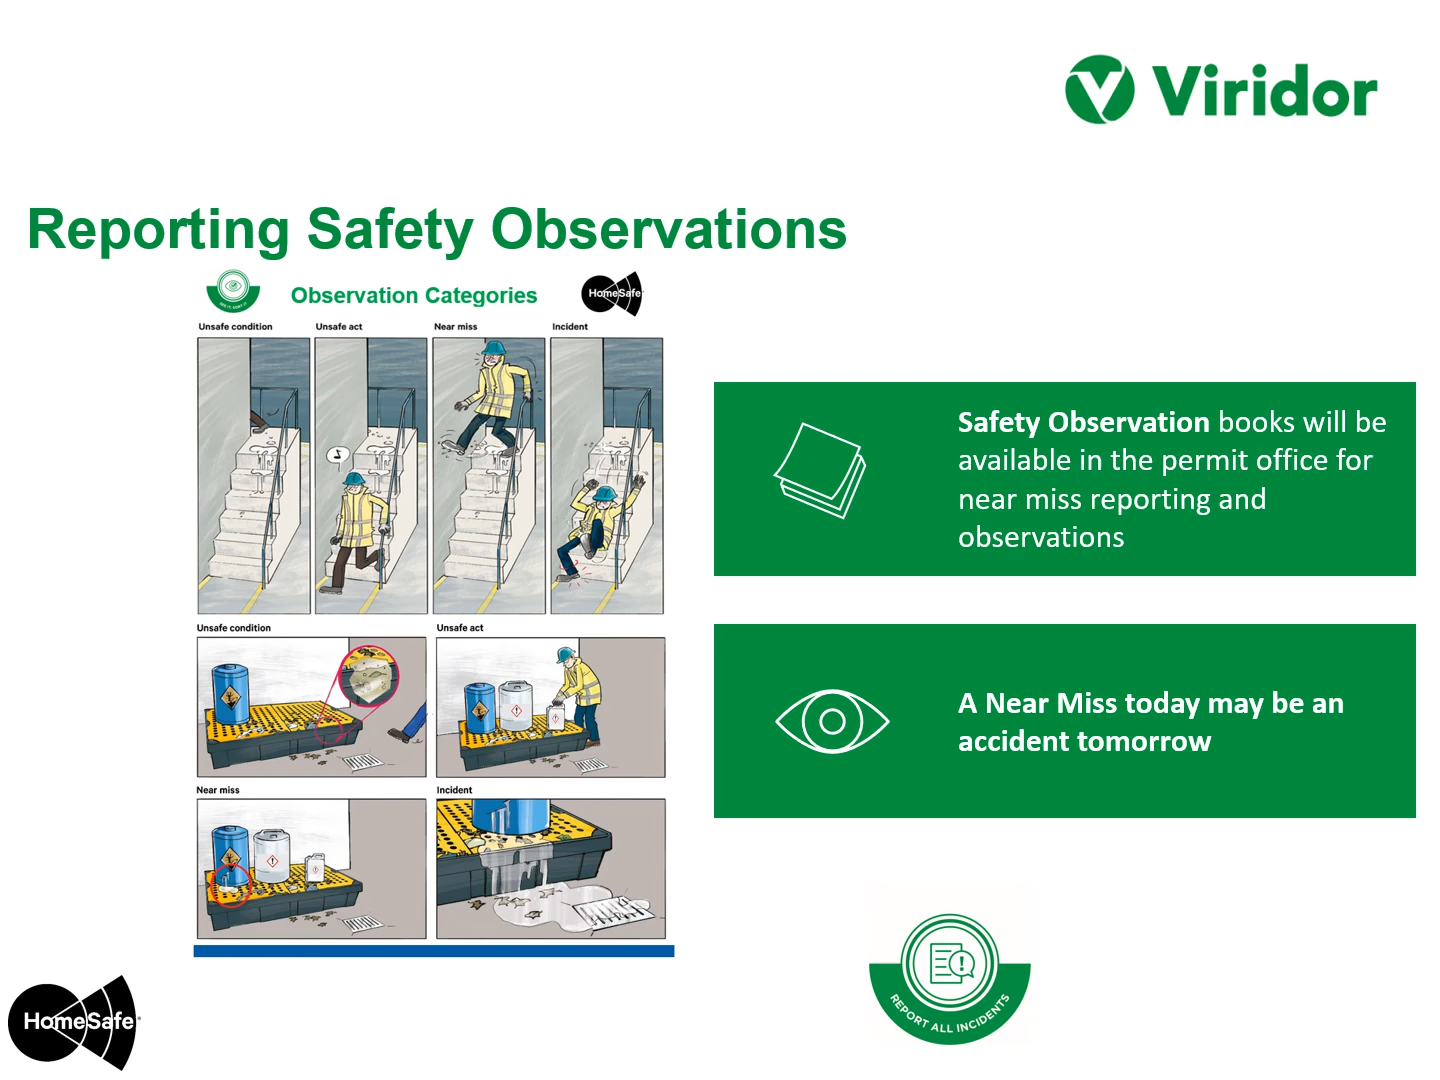 Viridor
Reporting Safety Observations
Observation Categories
HomeSafe
Unsafe condition
Unsafe act
Near miss
Incident
Unsafe condition
Unsafe act
Near miss
Incident
Safety Observation books will be
available in the permit office for
near miss reporting and
observations
A Near Miss today may be an
accident tomorrow
REPORT ALL INCIDENTS
HomeSafe